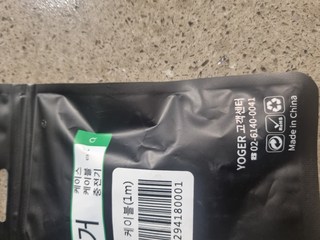 YOGER 고객센터
☎ 02-6140-0041
Made in China
케이스
케이블
충전기
거
케이블(1m)
294180001